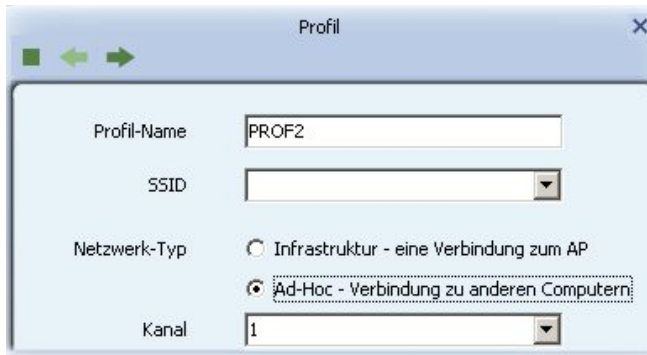 Profil
Profil-Name PROF2
SSID
Netzwerk-Typ Infrastruktur - eine Verbindung zum AP
Ad-Hoc - Verbindung zu anderen Computern
Kanal 1